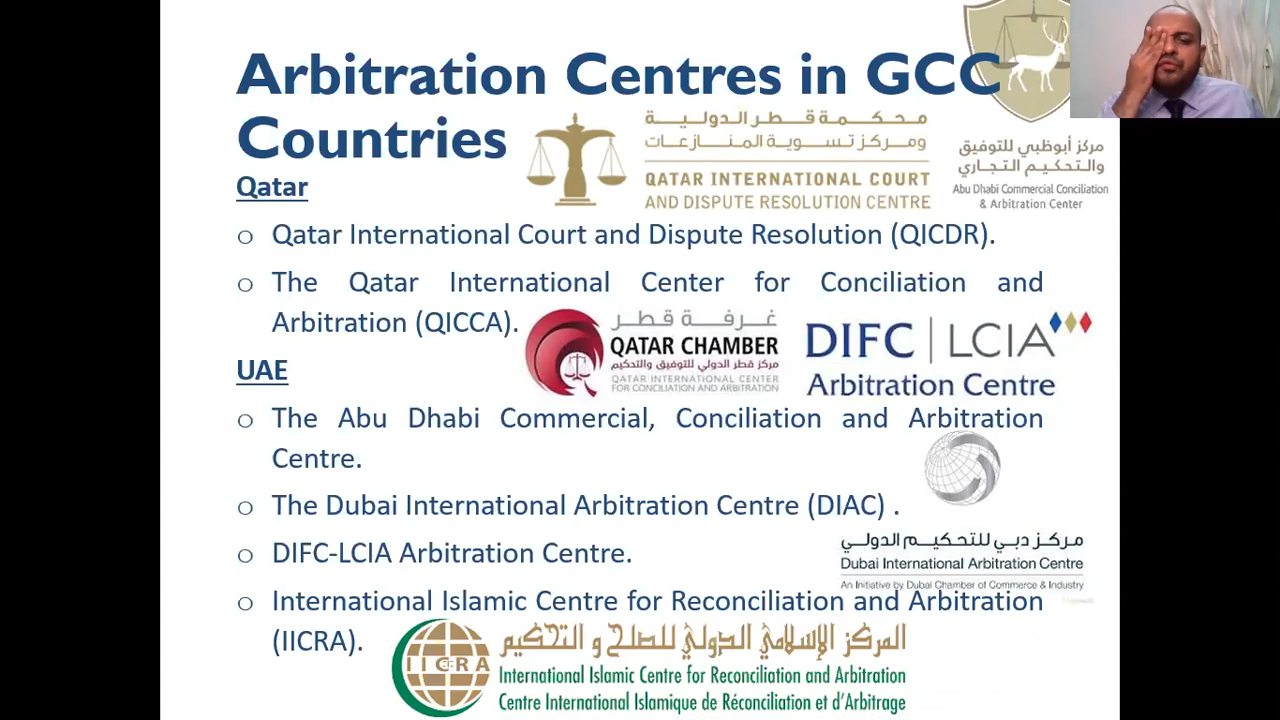 Arbitration Centres in GCC
Countries
محكمة قطر الدولية
ومركز تسوية المنازعات
QATAR INTERNATIONAL COURT
AND DISPUTE RESOLUTION CENTRE
مركز أبوظبي للتوفيق
والتحكيم التجاري
Abu Dhabi Commercial Conciliation
& Arbitration Center
Qatar
o Qatar International Court and Dispute Resolution (QICDR).
o The Qatar International Center for Conciliation and
Arbitration (QICCA).
غرفة قطر
QATAR CHAMBER
مركز قطر الدولي للتوفيق والتحكيم
QATAR INTERNATIONAL CENTER
FOR CONCILIATION AND ARBITRATION
DIFC | LCIA
Arbitration Centre
UAE
o The Abu Dhabi Commercial, Conciliation and Arbitration
Centre.
o The Dubai International Arbitration Centre (DIAC) .
o DIFC-LCIA Arbitration Centre.
مركز دبي للتحكيم الدولي
Dubai International Arbitration Centre
An Initiative by Dubai Chamber of Commerce & Industry
o International Islamic Centre for Reconciliation and Arbitration
(IICRA).
IICRA
المركز الإسلامي الدولي للصلح و التحكيم
International Islamic Centre for Reconciliation and Arbitration
Centre International Islamique de Réconciliation et d'Arbitrage